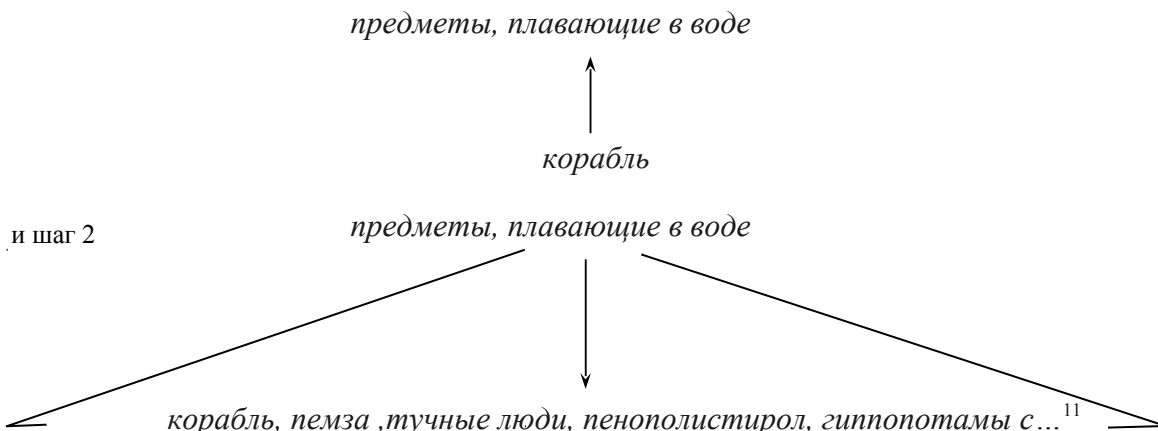 предметы, плавающие в воде
корабль
и шаг 2
предметы, плавающие в воде
корабль, пемза ,тучные люди, пенополистирол, гиппопотамы с…11